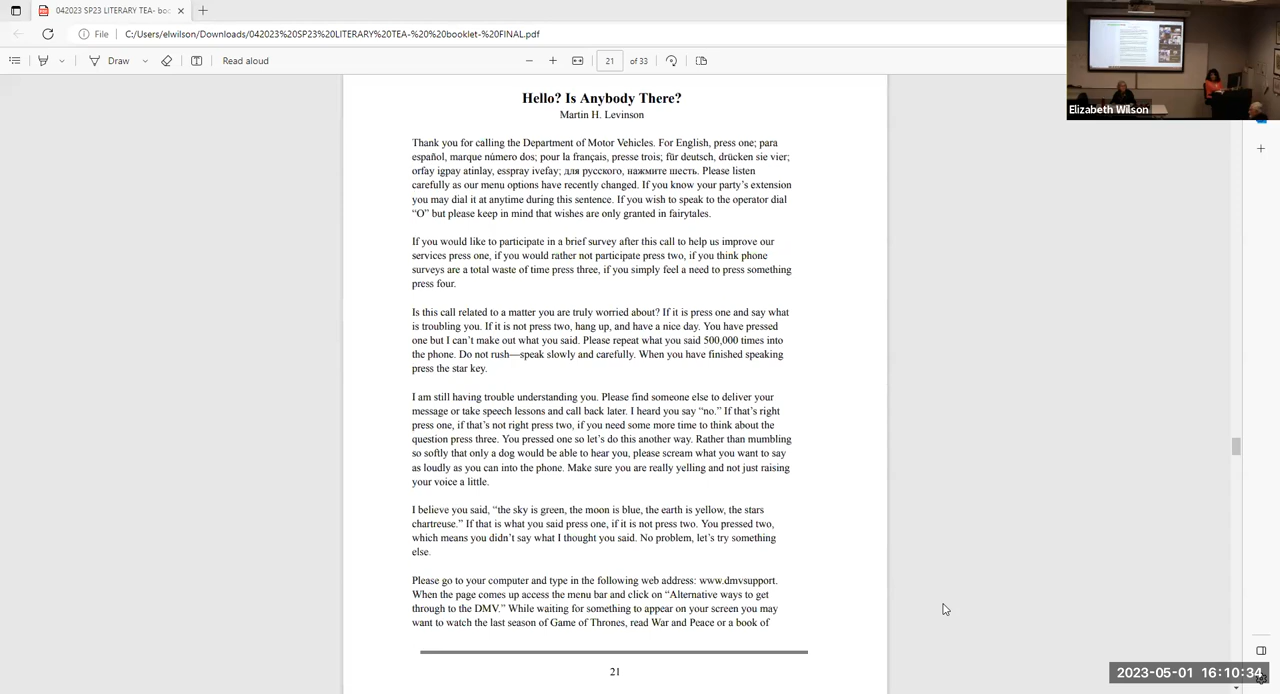 042023 SP23 LITERARY TEA- boo
File
C:/Users/elwilson/Downloads/042023%20SP23%20LITERARY%20TEA-%20%20booklet-%20FINAL.pdf
Draw
Read aloud
21 of 33
Elizabeth Wilson
Hello? Is Anybody There?
Martin H. Levinson
Thank you for calling the Department of Motor Vehicles. For English, press one; para
español, marque número dos; pour la français, presse trois; für deutsch, drücken sie vier;
orfay igpay atinlay, esspray ivefay; для русского, нажмите шесть. Please listen
carefully as our menu options have recently changed. If you know your party's extension
you may dial it at anytime during this sentence. If you wish to speak to the operator dial
"O" but please keep in mind that wishes are only granted in fairytales.
If you would like to participate in a brief survey after this call to help us improve our
services press one, if you would rather not participate press two, if you think phone
surveys are a total waste of time press three, if you simply feel a need to press something
press four.
Is this call related to a matter you are truly worried about? If it is press one and say what
is troubling you. If it is not press two, hang up, and have a nice day. You have pressed
one but I can't make out what you said. Please repeat what you said 500,000 times into
the phone. Do not rush—speak slowly and carefully. When you have finished speaking
press the star key.
I am still having trouble understanding you. Please find someone else to deliver your
message or take speech lessons and call back later. I heard you say "no." If that's right
press one, if that's not right press two, if you need some more time to think about the
question press three. You pressed one so let's do this another way. Rather than mumbling
so softly that only a dog would be able to hear you, please scream what you want to say
as loudly as you can into the phone. Make sure you are really yelling and not just raising
your voice a little.
I believe you said, "the sky is green, the moon is blue, the earth is yellow, the stars
chartreuse." If that is what you said press one, if it is not press two. You pressed two,
which means you didn't say what I thought you said. No problem, let's try something
else.
Please go to your computer and type in the following web address: www.dmvsupport.
When the page comes up access the menu bar and click on "Alternative ways to get
through to the DMV." While waiting for something to appear on your screen you may
want to watch the last season of Game of Thrones, read War and Peace or a book of
21
2023-05-01 16:10:34